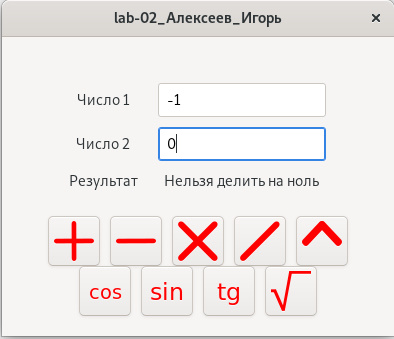 lab-02_Алексеев_Игорь ×
Число 1 -1
Число 2 0
Результат Нельзя делить на ноль
+ − × / ^
cos sin tg √